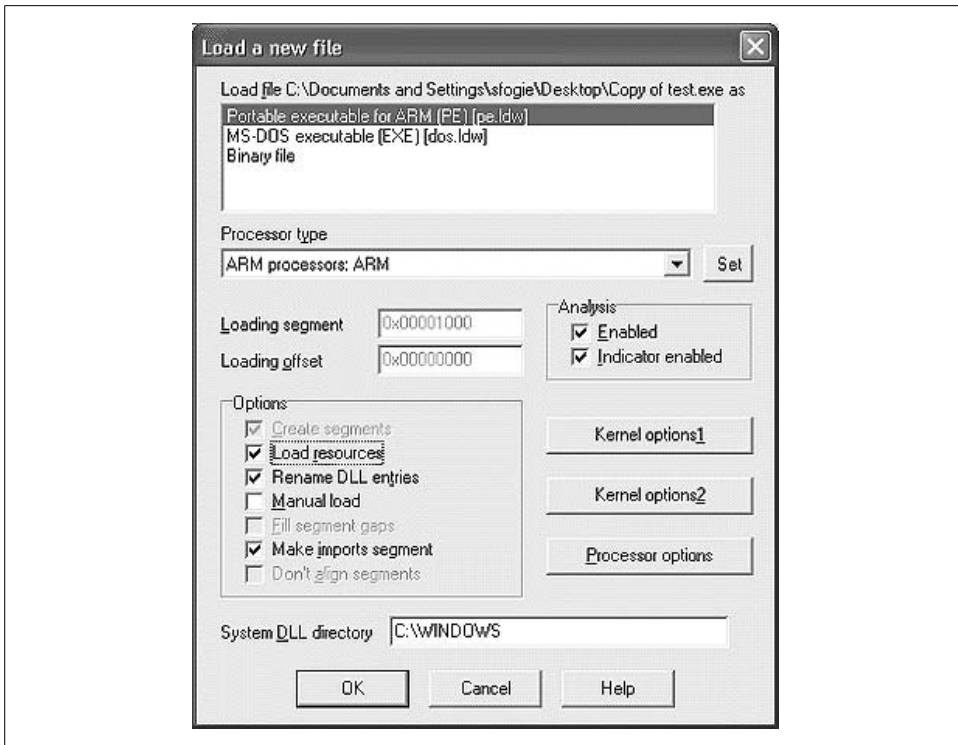 Load a new file
Load file C:\Documents and Settings\sfogie\Desktop\Copy of test.exe as
Portable executable for ARM (PE) [pe.ldw]
MS-DOS executable (EXE) [dos.ldw]
Binary file
Processor type
ARM processors: ARM
Set
Loading segment 0x00001000
Loading offset 0x00000000
Analysis
Enabled
Indicator enabled
Options
Create segments
Load resources
Rename DLL entries
Manual load
Fill segment gaps
Make imports segment
Don't align segments
Kernel options1
Kernel options2
Processor options
System DLL directory C:\WINDOWS
OK Cancel Help